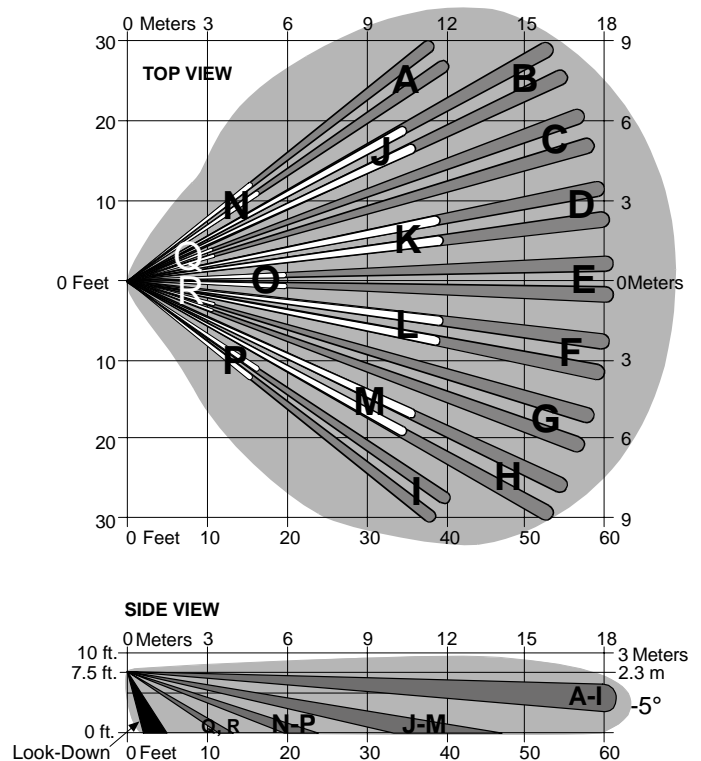 0 Meters 3 6 9 12 15 18
30 9
TOP VIEW
A B
C
20 6
J
N
10 D 3
K
Q
0 Feet O E 0Meters
R
L
F
10 P 3
M
G
20 6
H
I
30 9
0 Feet 10 20 30 40 50 60
SIDE VIEW
0 Meters 3 6 9 12 15 18
10 ft. 3 Meters
7.5 ft. 2.3 m
A-I
-5°
Q, R N-P J-M
0 ft.
Look-Down 0 Feet 10 20 30 40 50 60